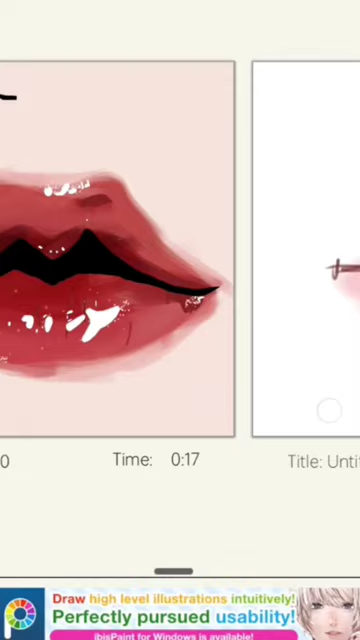 0
Time: 0:17
Title: Unti
Draw high level illustrations intuitively!
Perfectly pursued usability!
ibisPaint for Windows is available!